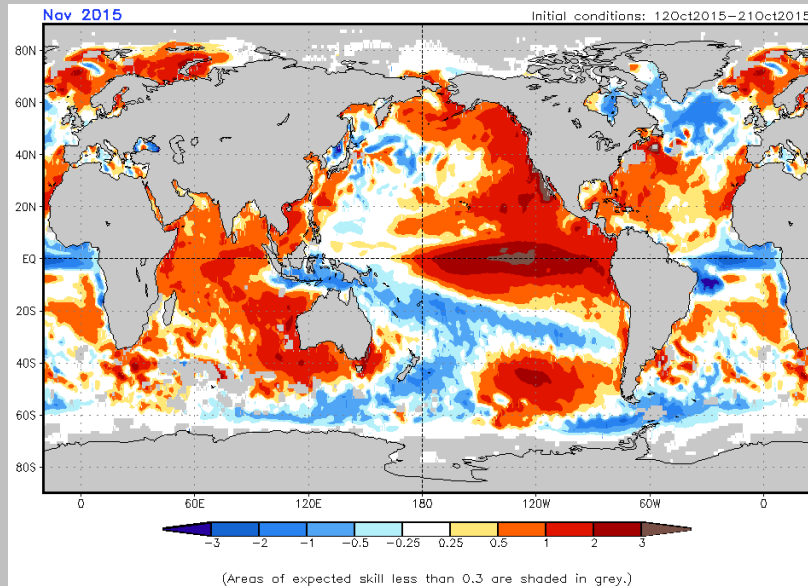 Nov 2015
Initial conditions: 12Oct2015-21Oct2015
80N
60N
40N
20N
EQ
20S
40S
60S
80S
0 60E 120E 180 120W 60W 0
-3 -2 -1 -0.5 -0.25 0.25 0.5 1 2 3
(Areas of expected skill less than 0.3 are shaded in grey.)